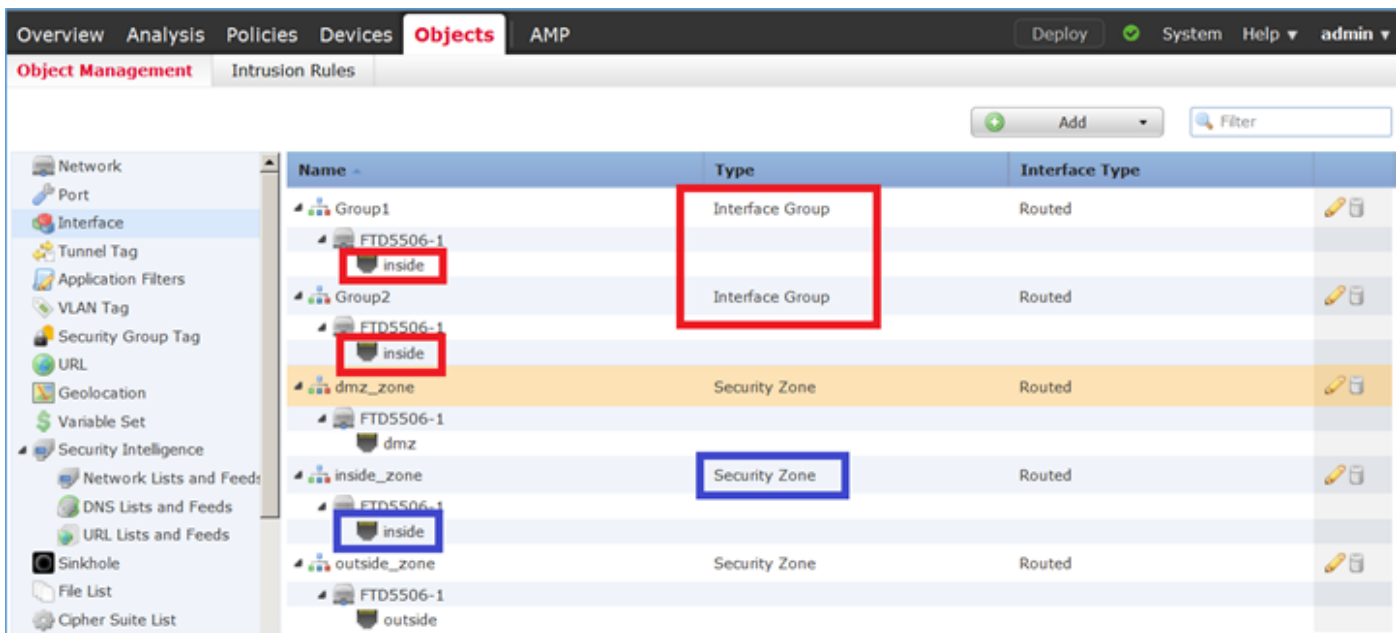 Overview Analysis Policies Devices Objects AMP Deploy System Help admin
Object Management Intrusion Rules
Add Filter
Network
Port
Interface
Tunnel Tag
Application Filters
VLAN Tag
Security Group Tag
URL
Geolocation
Variable Set
Security Intelligence
Network Lists and Feeds
DNS Lists and Feeds
URL Lists and Feeds
Sinkhole
File List
Cipher Suite List
Name Type Interface Type
Group1 Interface Group Routed
FTD5506-1
inside
Group2 Interface Group Routed
FTD5506-1
inside
dmz_zone Security Zone Routed
FTD5506-1
dmz
inside_zone Security Zone Routed
FTD5506-1
inside
outside_zone Security Zone Routed
FTD5506-1
outside